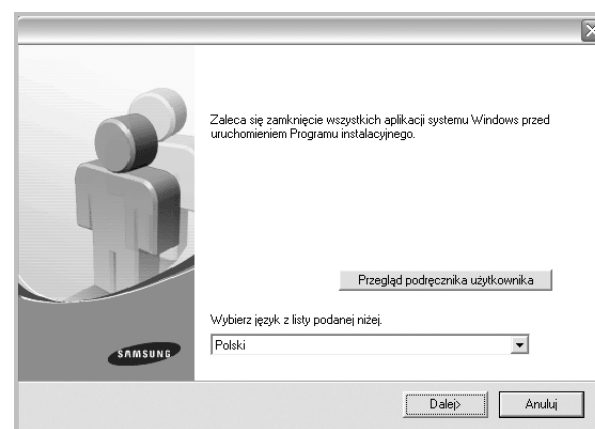 Zaleca się zamknięcie wszystkich aplikacji systemu Windows przed
uruchomieniem Programu instalacyjnego.
Przegląd podręcznika użytkownika
Wybierz język z listy podanej niżej.
Polski
SAMSUNG
Dalej>
Anuluj